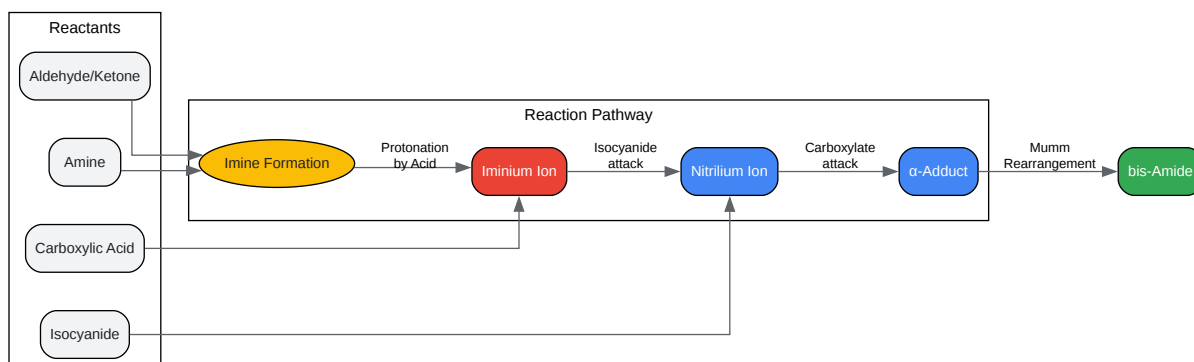 Reactants
Aldehyde/Ketone
Amine
Carboxylic Acid
Isocyanide
Reaction Pathway
Imine Formation
Protonation
by Acid
Iminium Ion
Isocyanide
attack
Nitrilium Ion
Carboxylate
attack
α-Adduct
Mumm
Rearrangement
bis-Amide